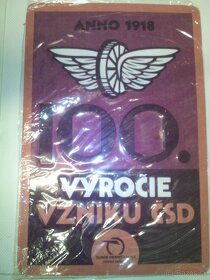 ANNO 1918
100.
VÝROČIE
VZNIKU ČSD